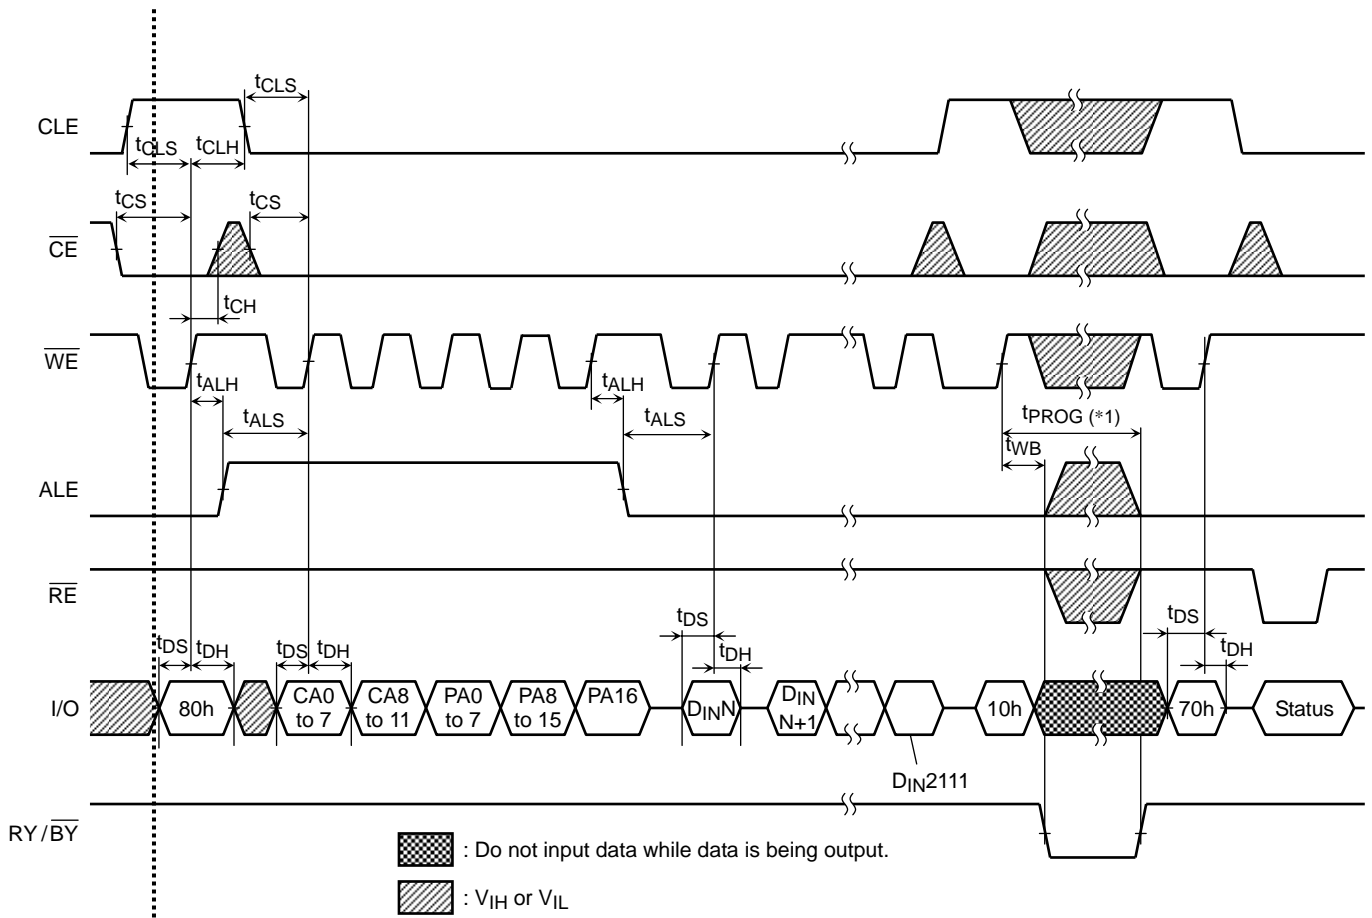 tCLS
CLE
tCLS tCLH
tCS tCS
CE
tCH
WE
tALH tALH
tALS tALS tPROG (*1)
tWB
ALE
RE
tDS tDH tDS tDH tDS tDH tDS tDH
I/O 80h CA0 to 7 CA8 to 11 PA0 to 7 PA8 to 15 PA16 DINN DIN N+1 10h 70h Status
DIN2111
RY/BY
: Do not input data while data is being output.
: VIH or VIL